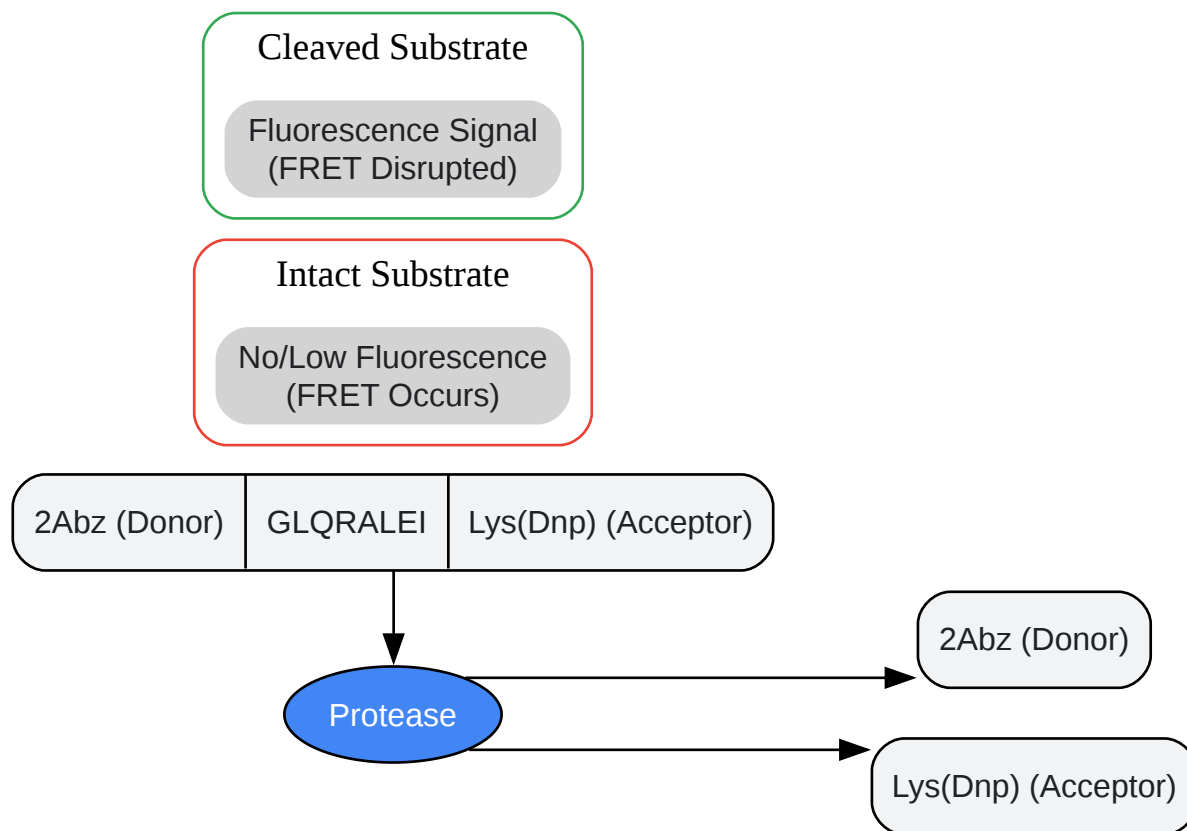 Cleaved Substrate
Fluorescence Signal
(FRET Disrupted)
Intact Substrate
No/Low Fluorescence
(FRET Occurs)
2Abz (Donor)
GLQRALEI
Lys(Dnp) (Acceptor)
2Abz (Donor)
Protease
Lys(Dnp) (Acceptor)